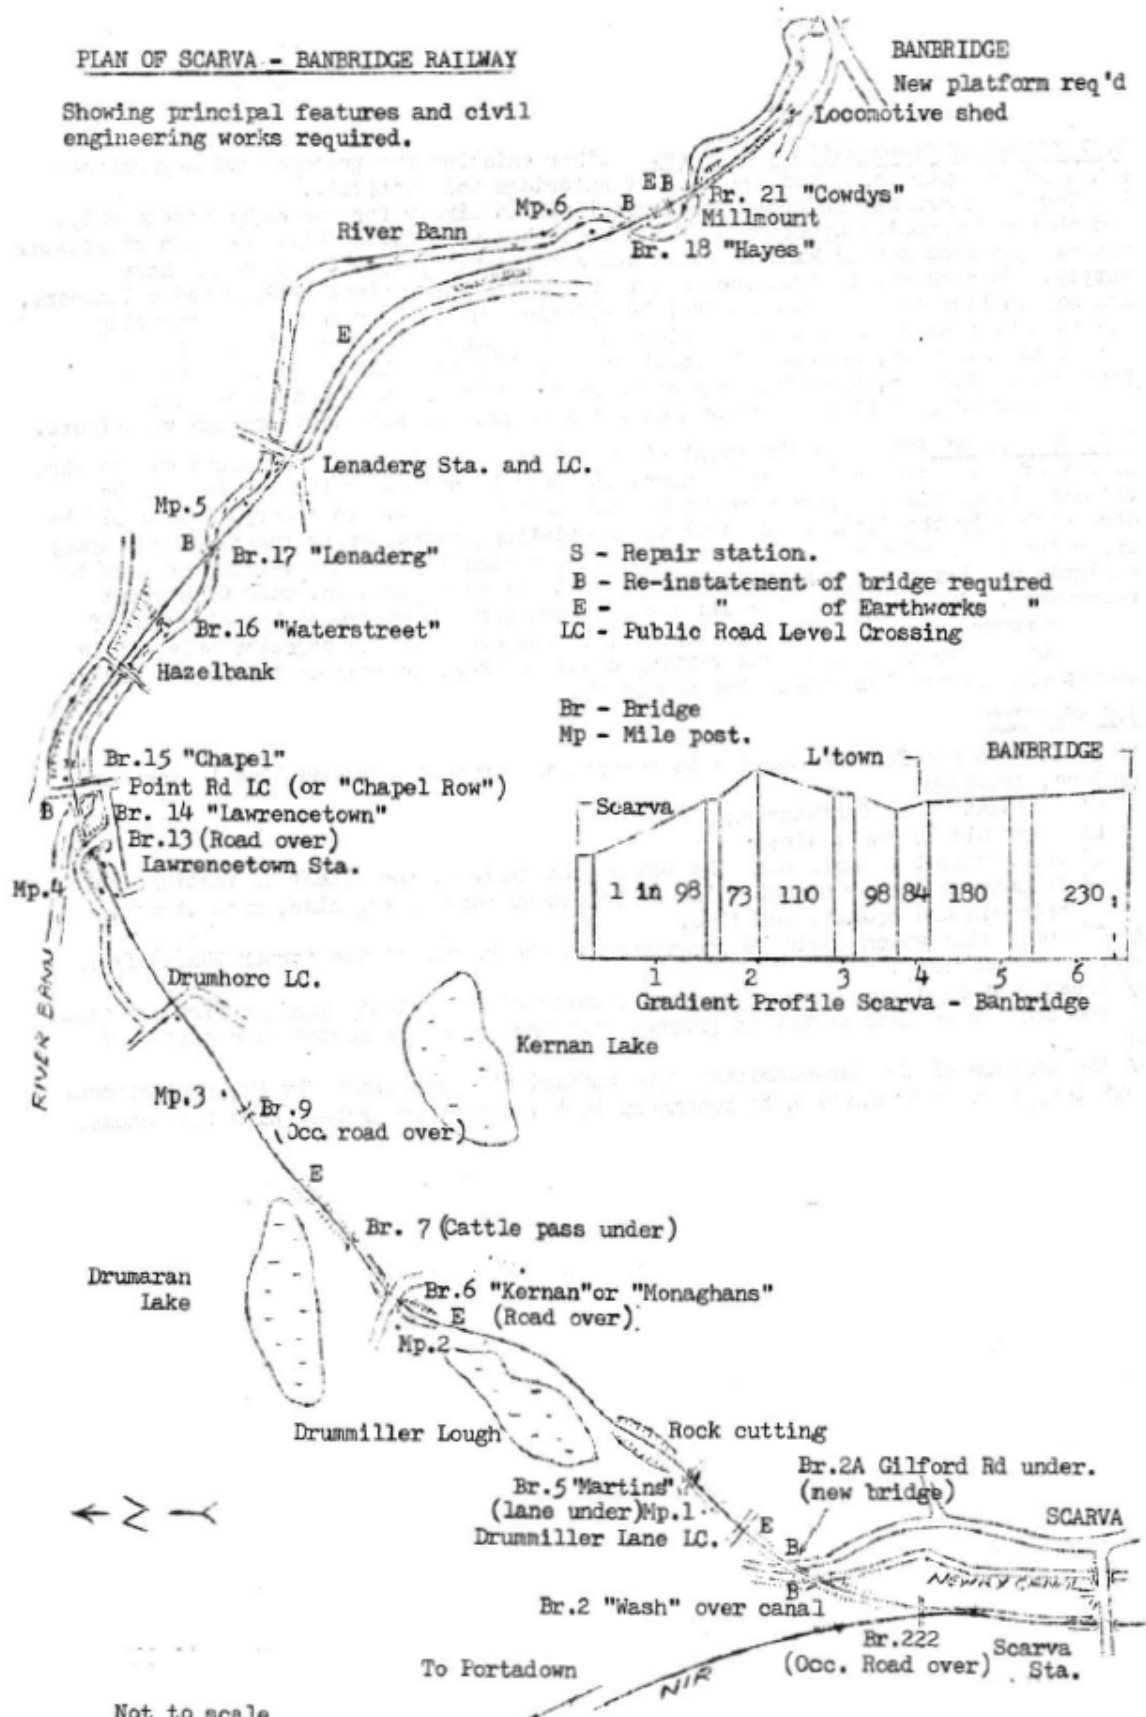 PLAN OF SCARVA - BANBRIDGE RAILWAY
Showing principal features and civil
engineering works required.
BANBRIDGE
New platform req'd
Locomotive shed
E B
B
Br. 21 "Cowdys"
Millmount
Mp.6
River Bann
Br. 18 "Hayes"
E
Lenaderg Sta. and LC.
Mp.5
B
Br.17 "Lenaderg"
S - Repair station.
B - Re-instatement of bridge required
E - " of Earthworks "
LC - Public Road Level Crossing
Br - Bridge
Mp - Mile post.
Br.16 "Waterstreet"
Hazelbank
Br.15 "Chapel"
Point Rd LC (or "Chapel Row")
B
Br. 14 "Lawrencetown"
Br.13 (Road over)
Lawrencetown Sta.
Mp.4
RIVER BANN
L'town
BANBRIDGE
Scarva
1 in 98 73 110 98 84 180 230
1 2 3 4 5 6
Gradient Profile Scarva - Banbridge
Drumhorc LC.
Kernan Lake
Mp.3
Br.9
(Occ. road over)
E
Br. 7 (Cattle pass under)
Drumaran
Lake
Br.6 "Kernan" or "Monaghans"
(Road over)
E
Mp.2
Drummiller Lough
Rock cutting
Br.5 "Martins"
(lane under) Mp.1
Drummiller Lane LC.
E
Br.2A Gilford Rd under.
(new bridge)
SCARVA
B
B
NEWRY CANAL
Br.2 "Wash" over canal
Br.222
(Occ. Road over)
Scarva
Sta.
To Portadown
NIR
N
Not to scale